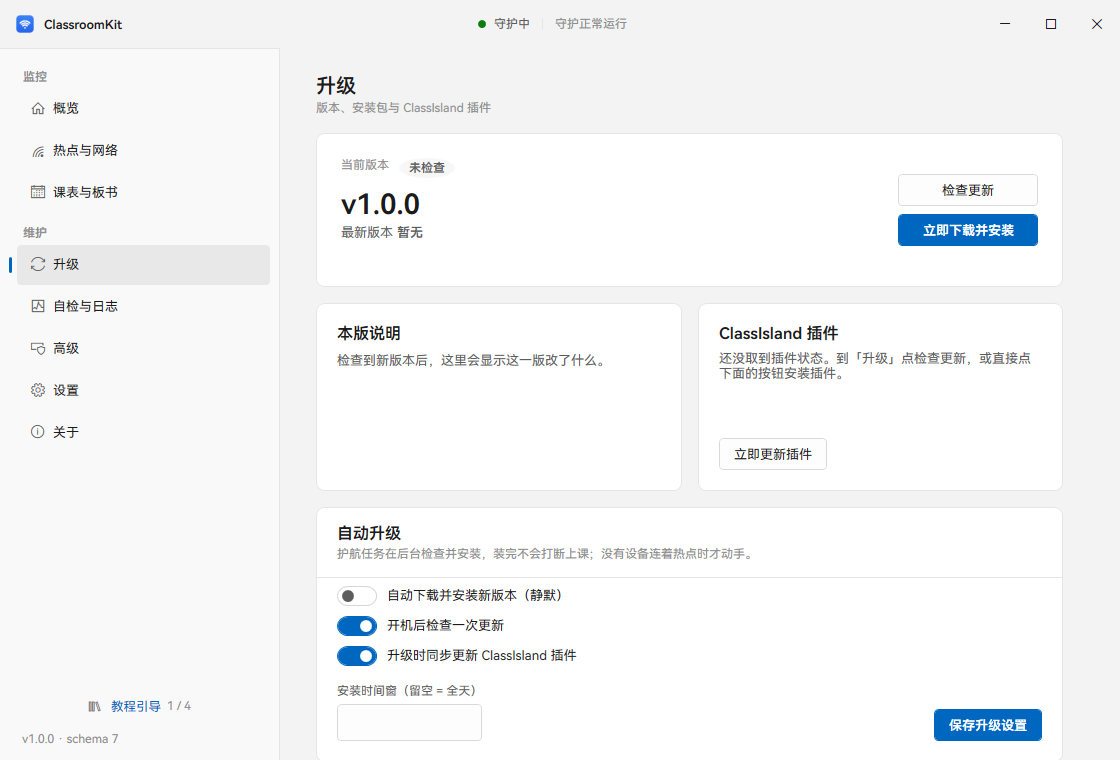 ClassroomKit
守护中
守护正常运行
监控
概览
热点与网络
课表与板书
维护
升级
自检与日志
高级
设置
关于
教程引导 1 / 4
v1.0.0 · schema 7
升级
版本、安装包与 ClassIsland 插件
当前版本 未检查
v1.0.0
最新版本 暂无
检查更新
立即下载并安装
本版说明
检查到新版本后，这里会显示这一版改了什么。
ClassIsland 插件
还没取到插件状态。到「升级」点检查更新，或直接点
下面的按钮安装插件。
立即更新插件
自动升级
护航任务在后台检查并安装，装完不会打断上课；没有设备连着热点时才动手。
自动下载并安装新版本（静默）
开机后检查一次更新
升级时同步更新 ClassIsland 插件
安装时间窗（留空 = 全天）
保存升级设置